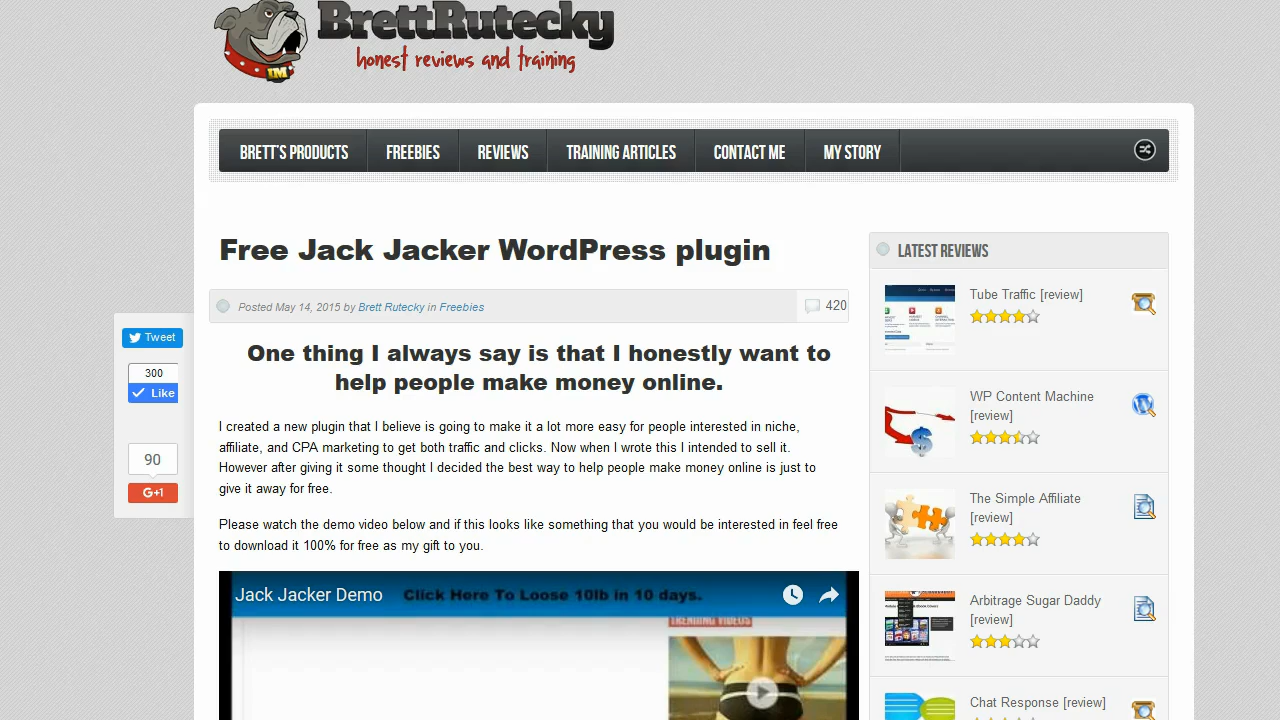 BrettRutecky
honest reviews and training
IM
BRETT'S PRODUCTS
FREEBIES
REVIEWS
TRAINING ARTICLES
CONTACT ME
MY STORY
Free Jack Jacker WordPress plugin
Posted May 14, 2015 by Brett Rutecky in Freebies
420
Tweet
300
Like
90
G+1
One thing I always say is that I honestly want to
help people make money online.
I created a new plugin that I believe is going to make it a lot more easy for people interested in niche,
affiliate, and CPA marketing to get both traffic and clicks. Now when I wrote this I intended to sell it.
However after giving it some thought I decided the best way to help people make money online is just to
give it away for free.
Please watch the demo video below and if this looks like something that you would be interested in feel free
to download it 100% for free as my gift to you.
Jack Jacker Demo
Click Here To Loose 10lb in 10 days.
TRENDING VIDEOS
LATEST REVIEWS
Tube Traffic [review]
WP Content Machine
[review]
The Simple Affiliate
[review]
Arbitrage Sugar Daddy
[review]
Chat Response [review]